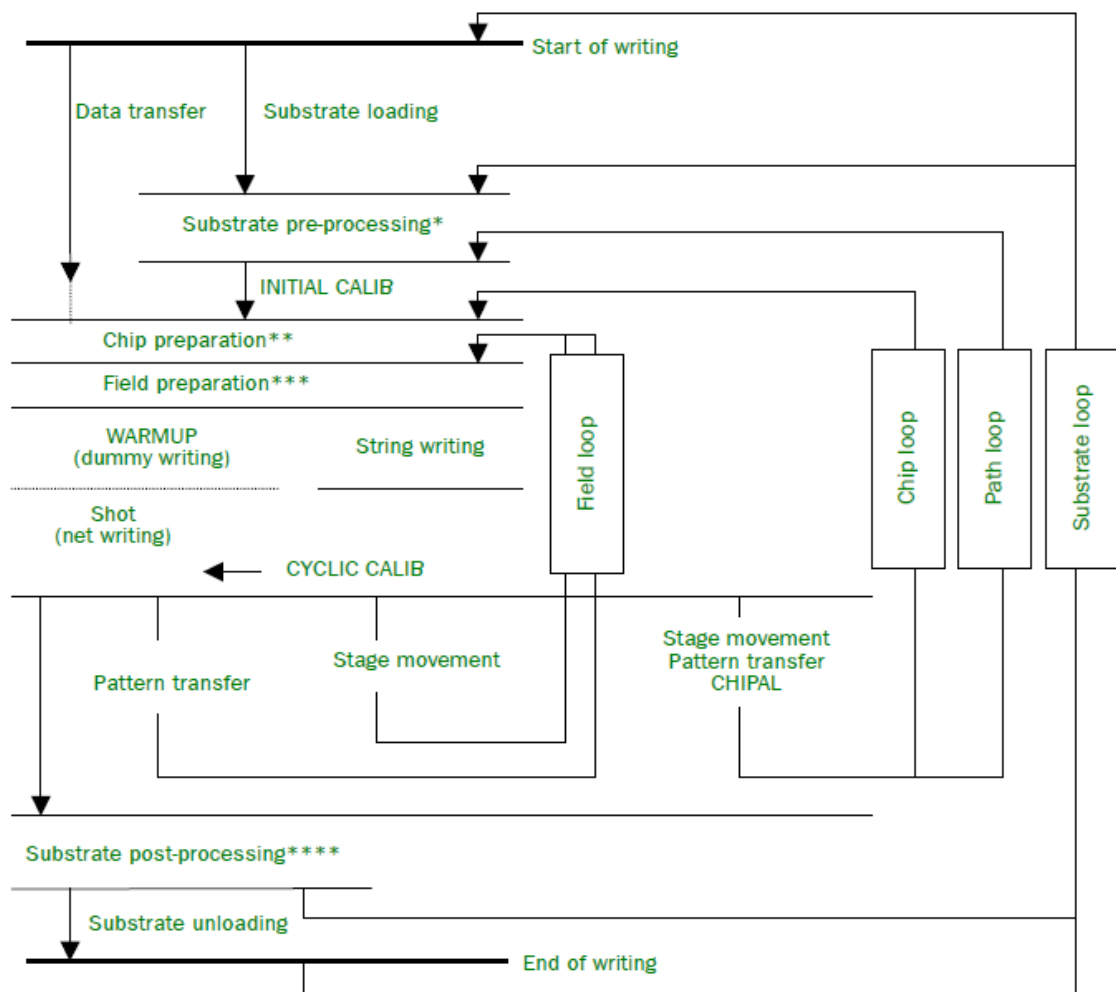 Start of writing
Data transfer
Substrate loading
Substrate pre-processing*
INITIAL CALIB
Chip preparation**
Field preparation***
WARMUP
(dummy writing)
String writing
Shot
(net writing)
CYCLIC CALIB
Field loop
Chip loop
Path loop
Substrate loop
Pattern transfer
Stage movement
Stage movement
Pattern transfer
CHIPAL
Substrate post-processing****
Substrate unloading
End of writing